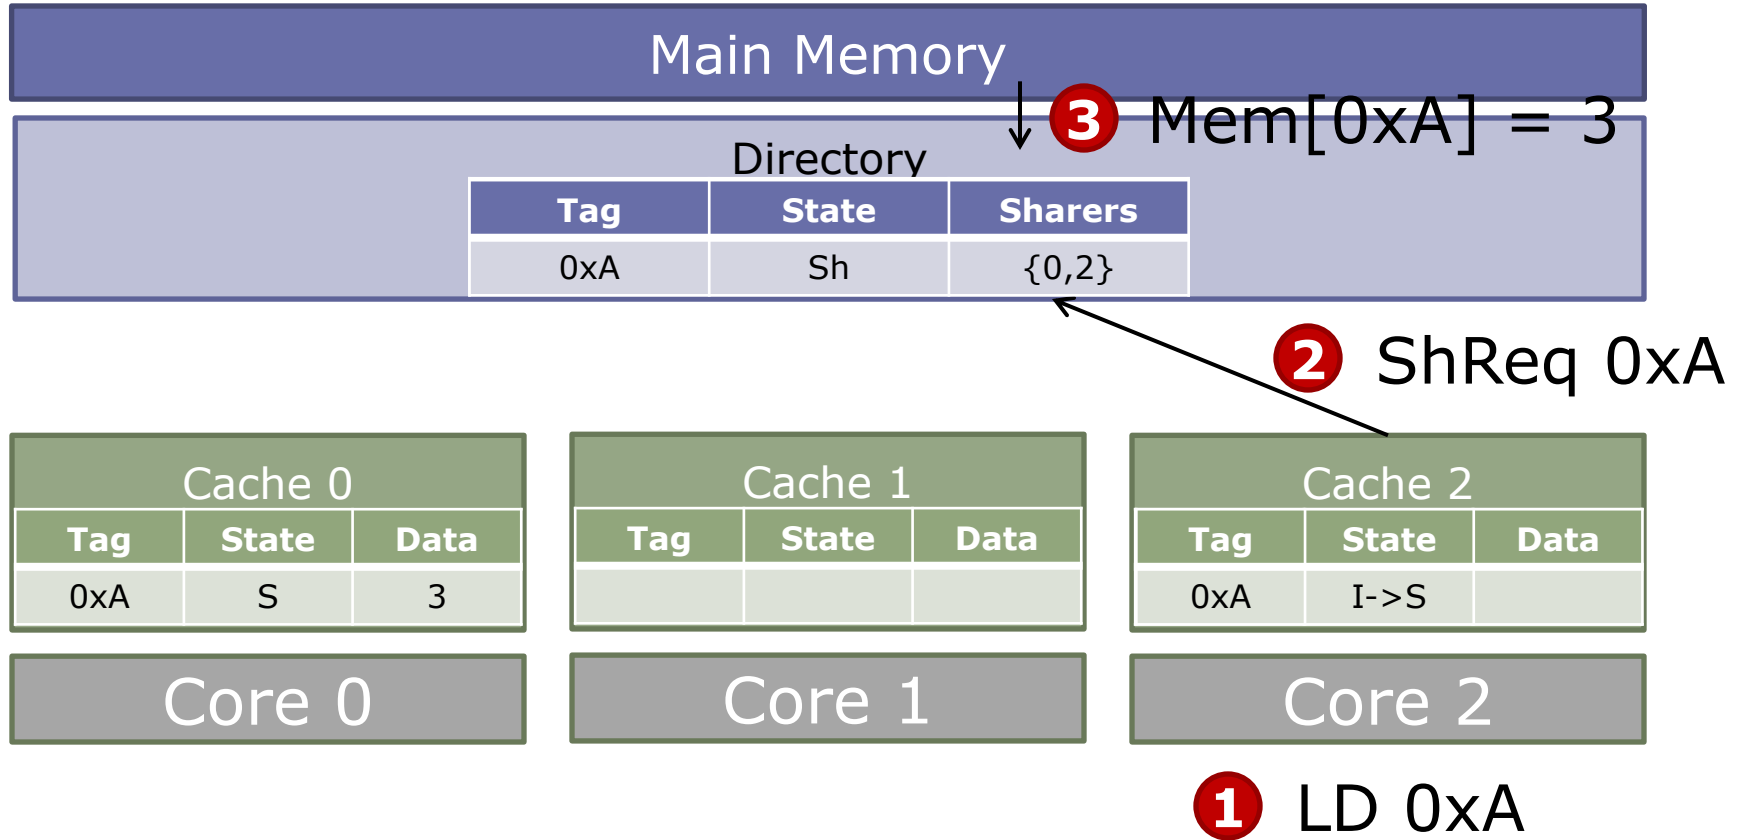 Main Memory
3 Mem[0xA] = 3
Directory
Tag State Sharers
0xA Sh {0,2}
2 ShReq 0xA
Cache 0 Cache 1 Cache 2
Tag State Data Tag State Data Tag State Data
0xA S 3 0xA I->S
Core 0 Core 1 Core 2
1 LD 0xA